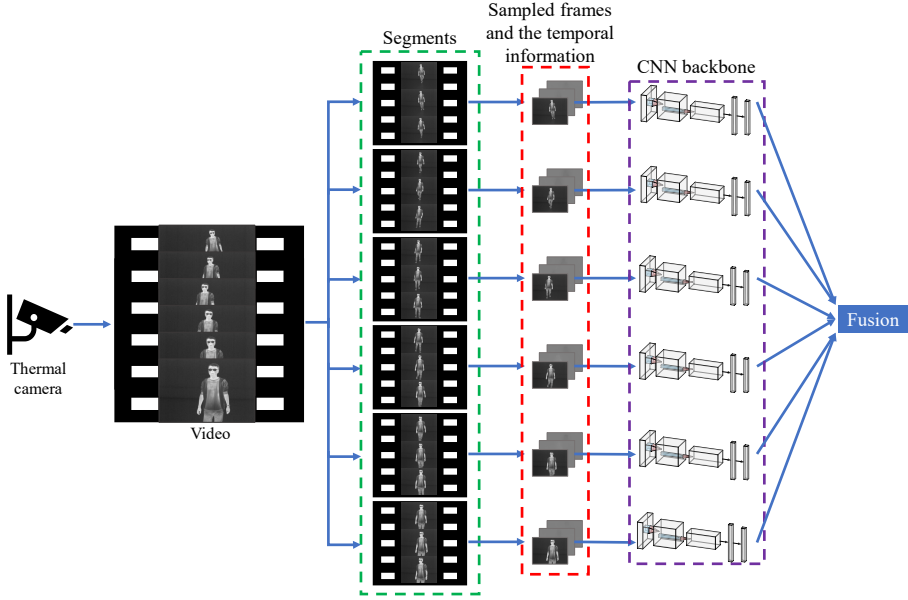 Sampled frames
and the temporal
information
Segments
CNN backbone
Thermal
camera
Video
Fusion